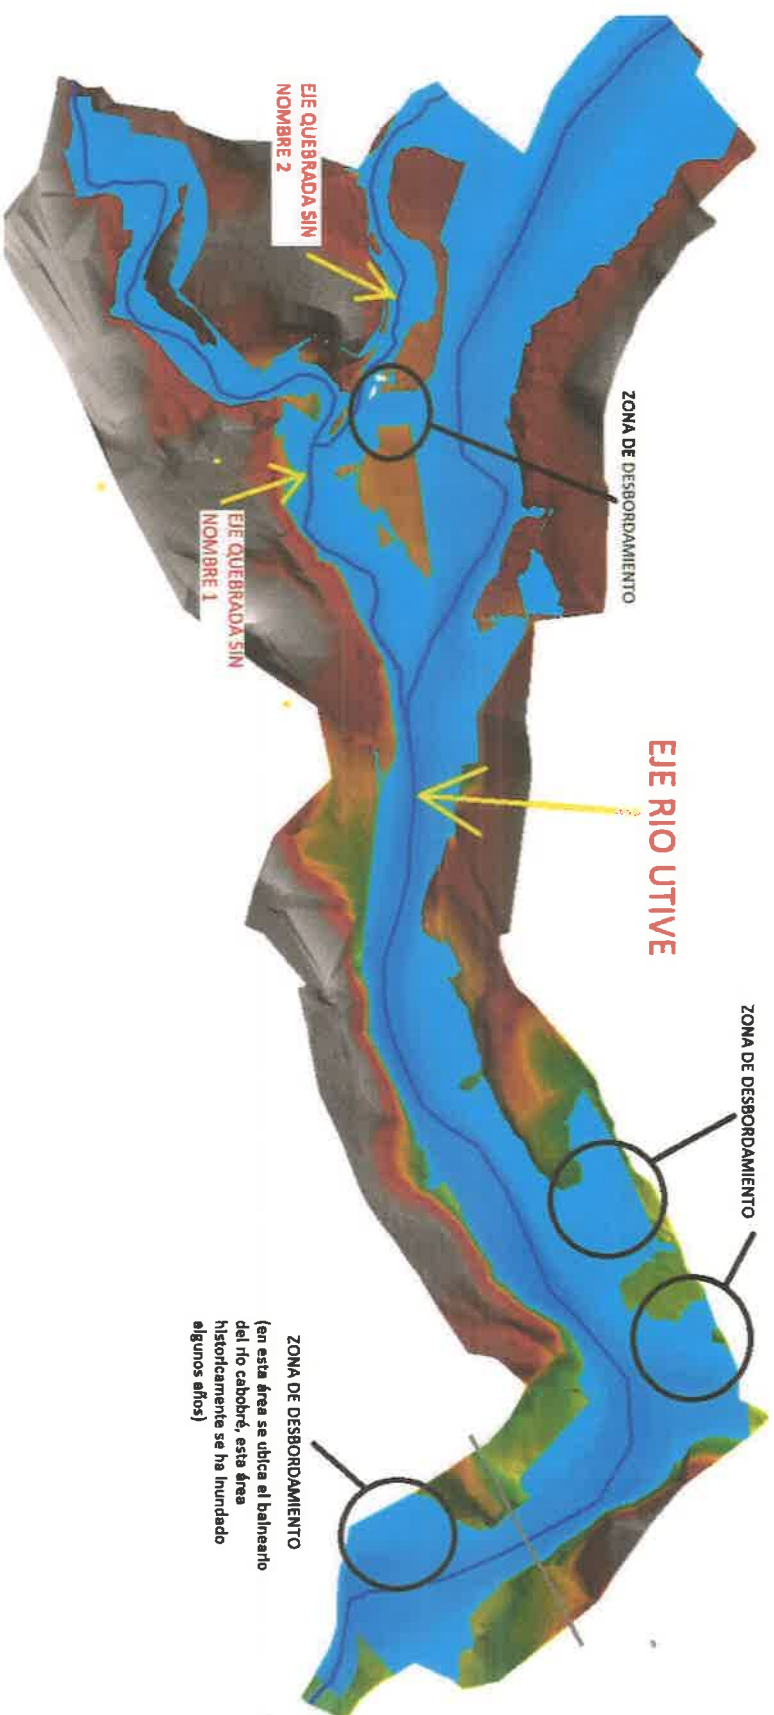 EJE QUEBRADA SIN
NOMBRE 2
ZONA DE DESBORDAMIENTO
EJE QUEBRADA SIN
NOMBRE 1
EJE RIO UTIVE
ZONA DE DESBORDAMIENTO
ZONA DE DESBORDAMIENTO
(en esta área se ubica el balneario
del río cabobré, esta área
historicamente se ha inundado
algunos años)